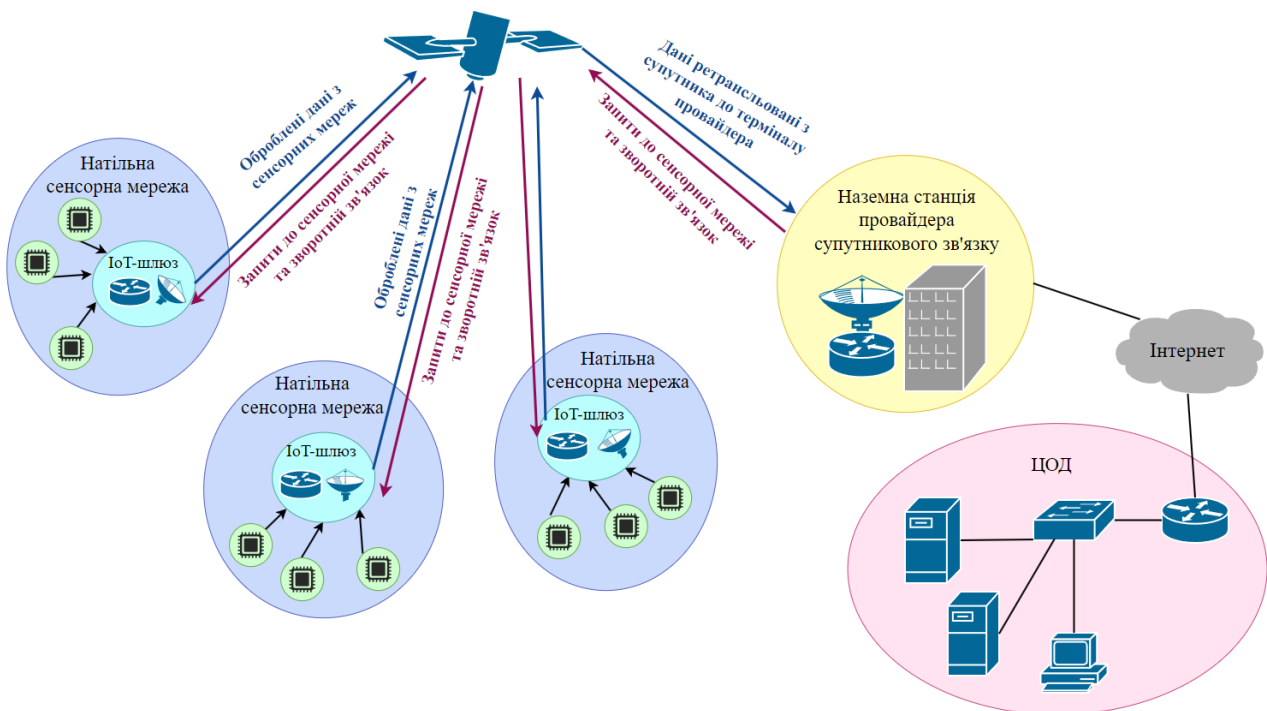 Оброблені дані з
сенсорних мереж
Запити до сенсорної мережі
та зворотній зв'язок
Оброблені дані з
сенсорних мереж
Запити до сенсорної мережі
та зворотній зв'язок
Дані ретрансльовані з
супутника до терміналу
провайдера
Запити до сенсорної мережі
та зворотній зв'язок
Натільна
сенсорна мережа
ІоТ-шлюз
Натільна
сенсорна мережа
ІоТ-шлюз
Натільна
сенсорна мережа
ІоТ-шлюз
Наземна станція
провайдера
супутникового зв'язку
Інтернет
ЦОД